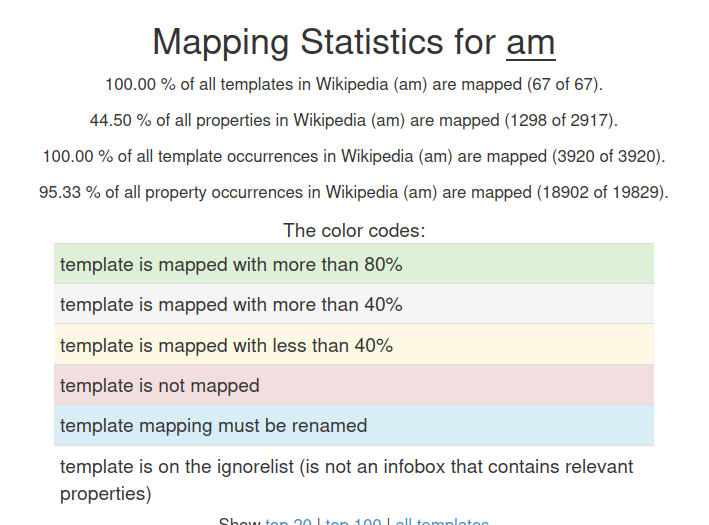 Mapping Statistics for am
100.00 % of all templates in Wikipedia (am) are mapped (67 of 67).
44.50 % of all properties in Wikipedia (am) are mapped (1298 of 2917).
100.00 % of all template occurrences in Wikipedia (am) are mapped (3920 of 3920).
95.33 % of all property occurrences in Wikipedia (am) are mapped (18902 of 19829).
The color codes:
template is mapped with more than 80%
template is mapped with more than 40%
template is mapped with less than 40%
template is not mapped
template mapping must be renamed
template is on the ignorelist (is not an infobox that contains relevant
properties)
Show top 20 | top 100 | all templates